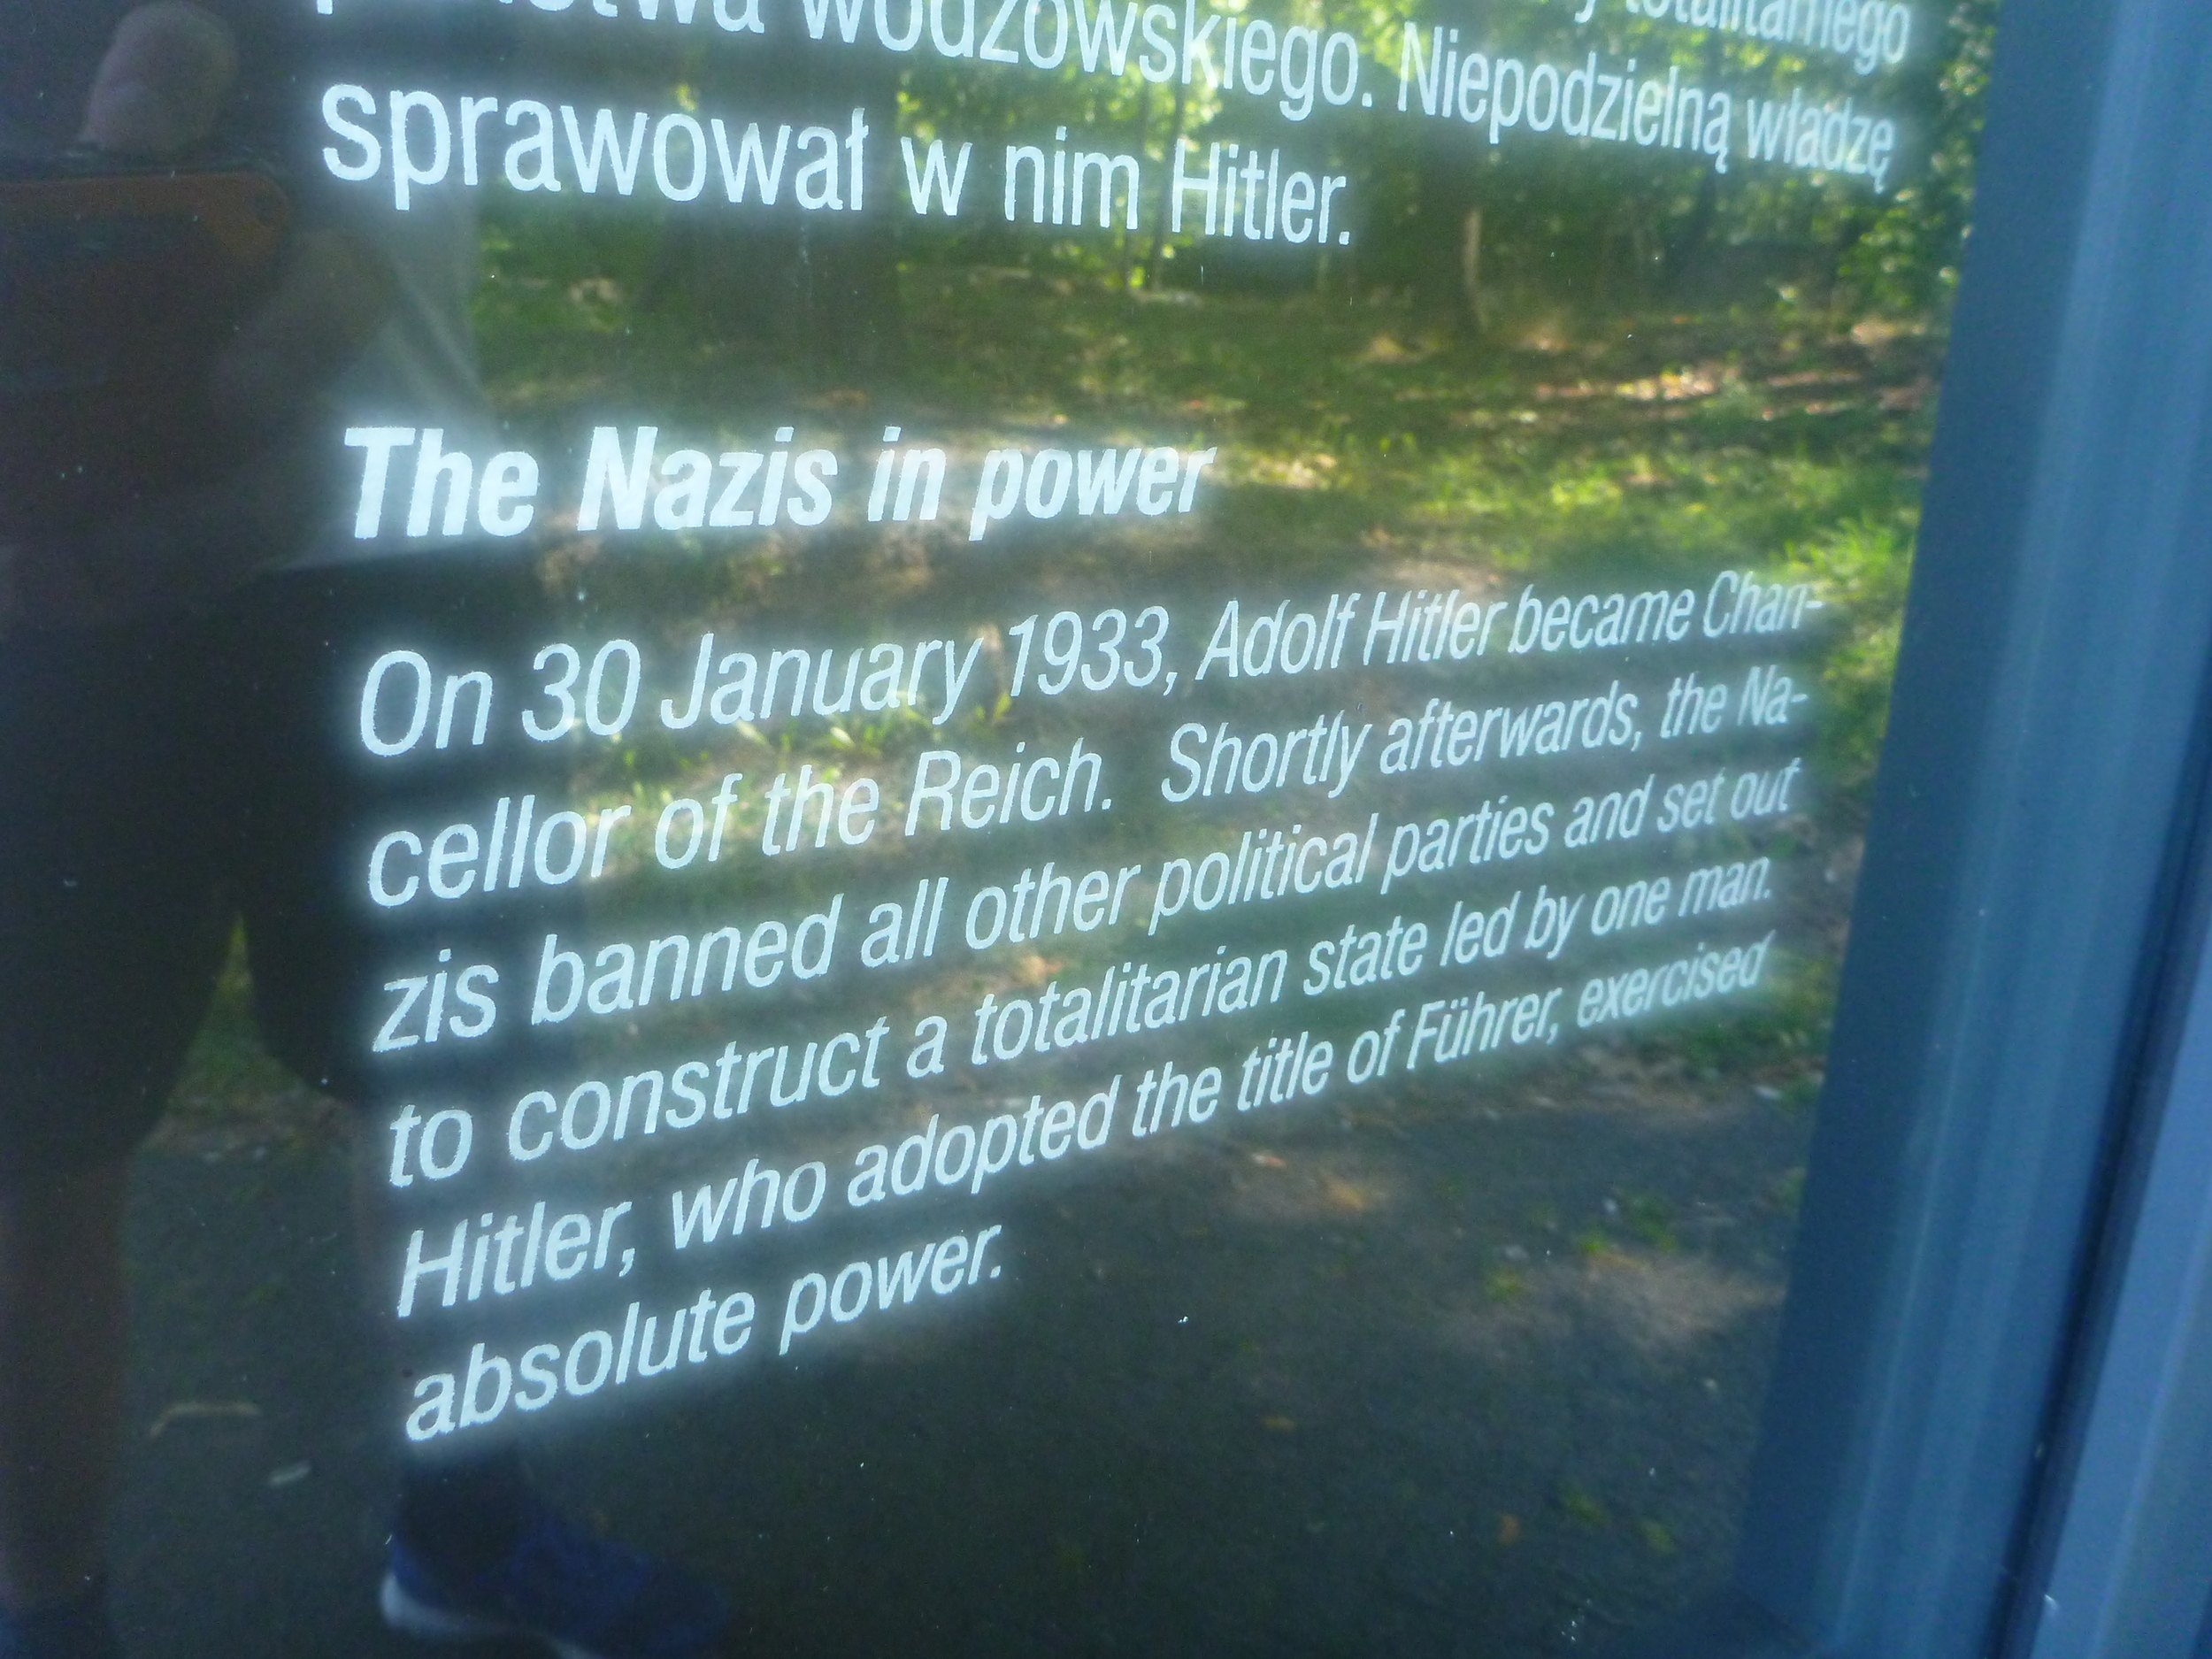 wodzowskiego. Niepodzielną władzę
sprawował w nim Hitler.
The Nazis in power
On 30 January 1933, Adolf Hitler became Chan-
cellor of the Reich. Shortly afterwards, the Na-
zis banned all other political parties and set out
to construct a totalitarian state led by one man.
Hitler, who adopted the title of Führer, exercised
absolute power.